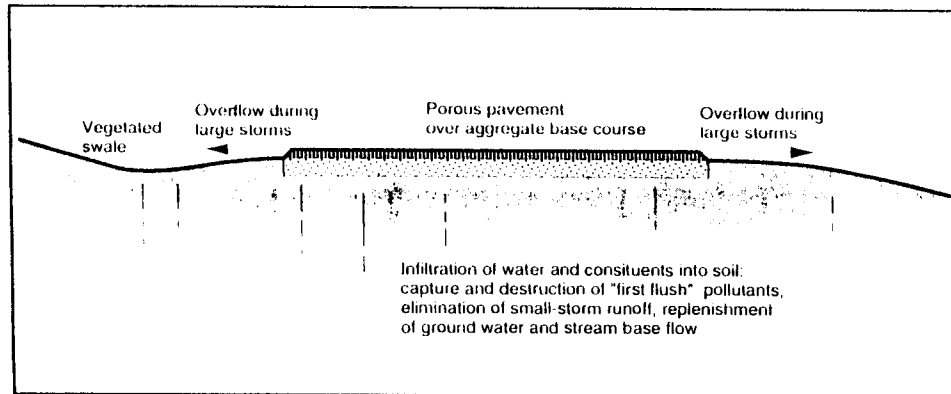 Vegetated
swale
Overflow during
large storms
Porous pavement
over aggregate base course
Overflow during
large storms
Infiltration of water and consituents into soil:
capture and destruction of "first flush" pollutants,
elimination of small-storm runoff, replenishment
of ground water and stream base flow